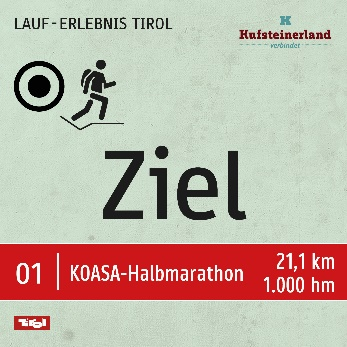 LAUF-ERLEBNIS TIROL
K
Kufsteinerland
verbindet
Ziel
01 KOASA-Halbmarathon
21,1 km
1.000 hm
Tirol